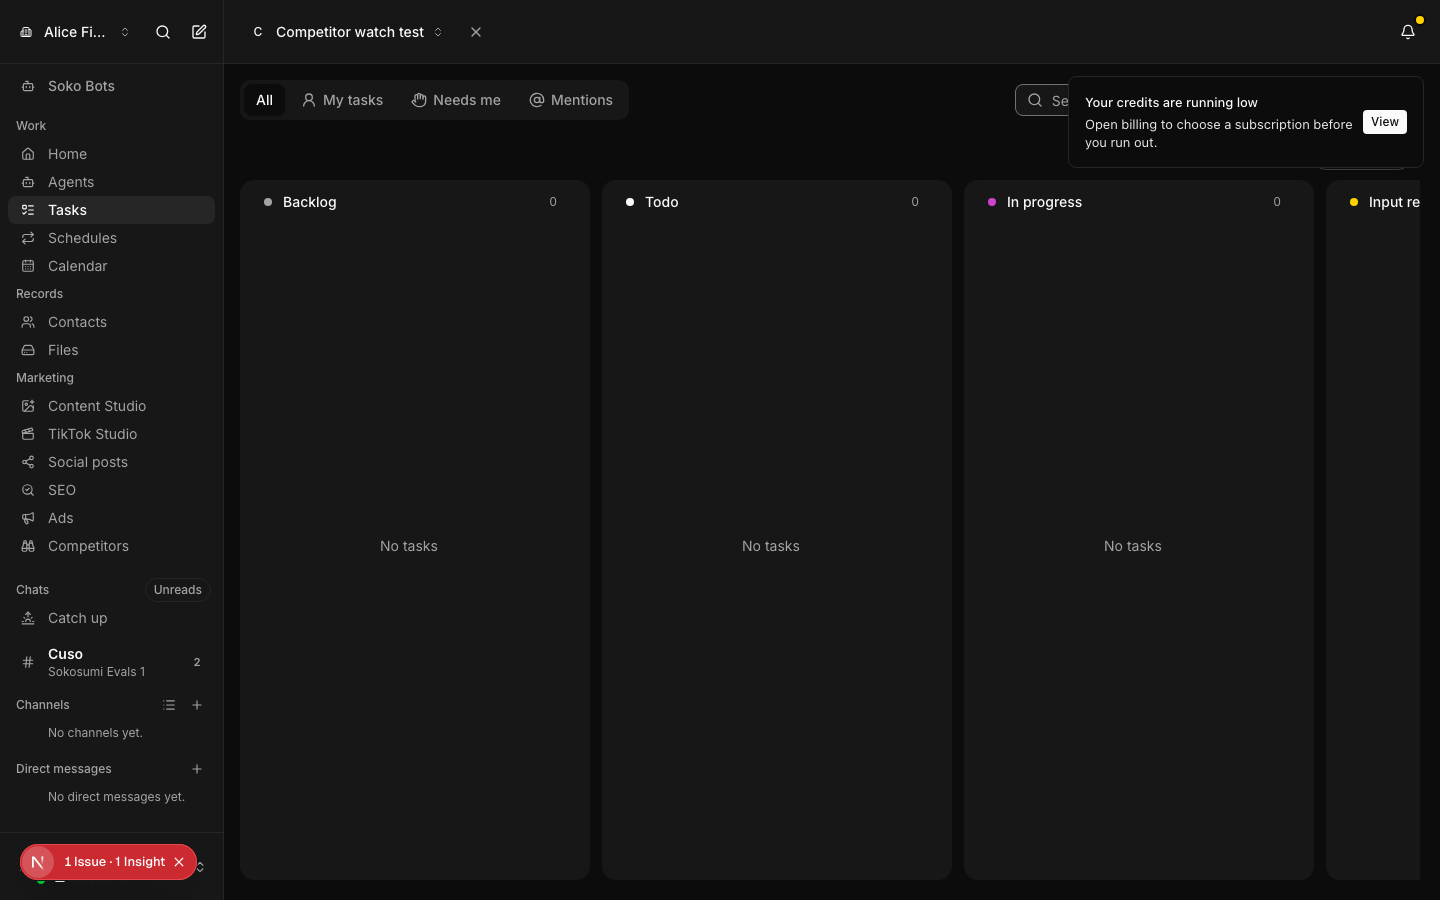 Alice Fi...
C Competitor watch test
Soko Bots
Work
Home
Agents
Tasks
Schedules
Calendar
Records
Contacts
Files
Marketing
Content Studio
TikTok Studio
Social posts
SEO
Ads
Competitors
Chats
Unreads
Catch up
Cuso
Sokosumi Evals 1
2
Channels
No channels yet.
Direct messages
No direct messages yet.
N
1 Issue · 1 Insight
All
My tasks
Needs me
Mentions
Se
Your credits are running low
Open billing to choose a subscription before
you run out.
View
Backlog 0
No tasks
Todo 0
No tasks
In progress 0
No tasks
Input re